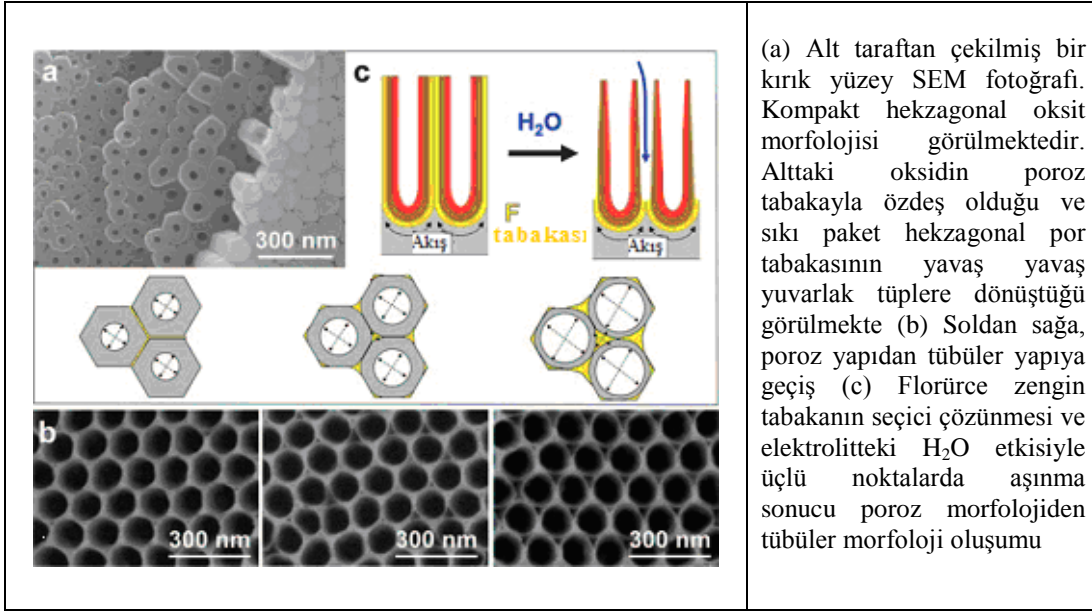 a
300 nm
c
H₂O
F
tabakası
Akış
Akış
b
300 nm
300 nm
300 nm
(a) Alt taraftan çekilmiş bir
kırık yüzey SEM fotoğrafı.
Kompakt hekzagonal oksit
morfolojisi görülmektedir.
Alttaki oksidin poroz
tabakayla özdeş olduğu ve
sıkı paket hekzagonal por
tabakasının yavaş yavaş
yuvarlak tüplere dönüştüğü
görülmekte (b) Soldan sağa,
poroz yapıdan tübüler yapıya
geçiş (c) Florürce zengin
tabakanın seçici çözünmesi ve
elektrolitteki H₂O etkisiyle
üçlü noktalarda aşınma
sonucu poroz morfolojiden
tübüler morfoloji oluşumu